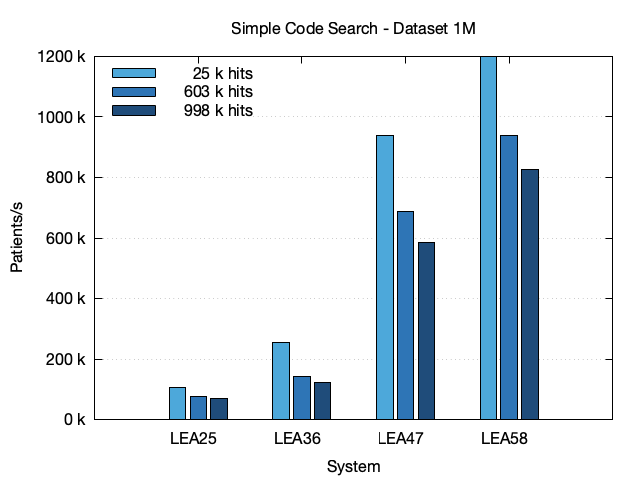 Simple Code Search - Dataset 1M
1200 k
1000 k
800 k
600 k
400 k
200 k
0 k
Patients/s
25 k hits
603 k hits
998 k hits
LEA25
LEA36
LEA47
LEA58
System